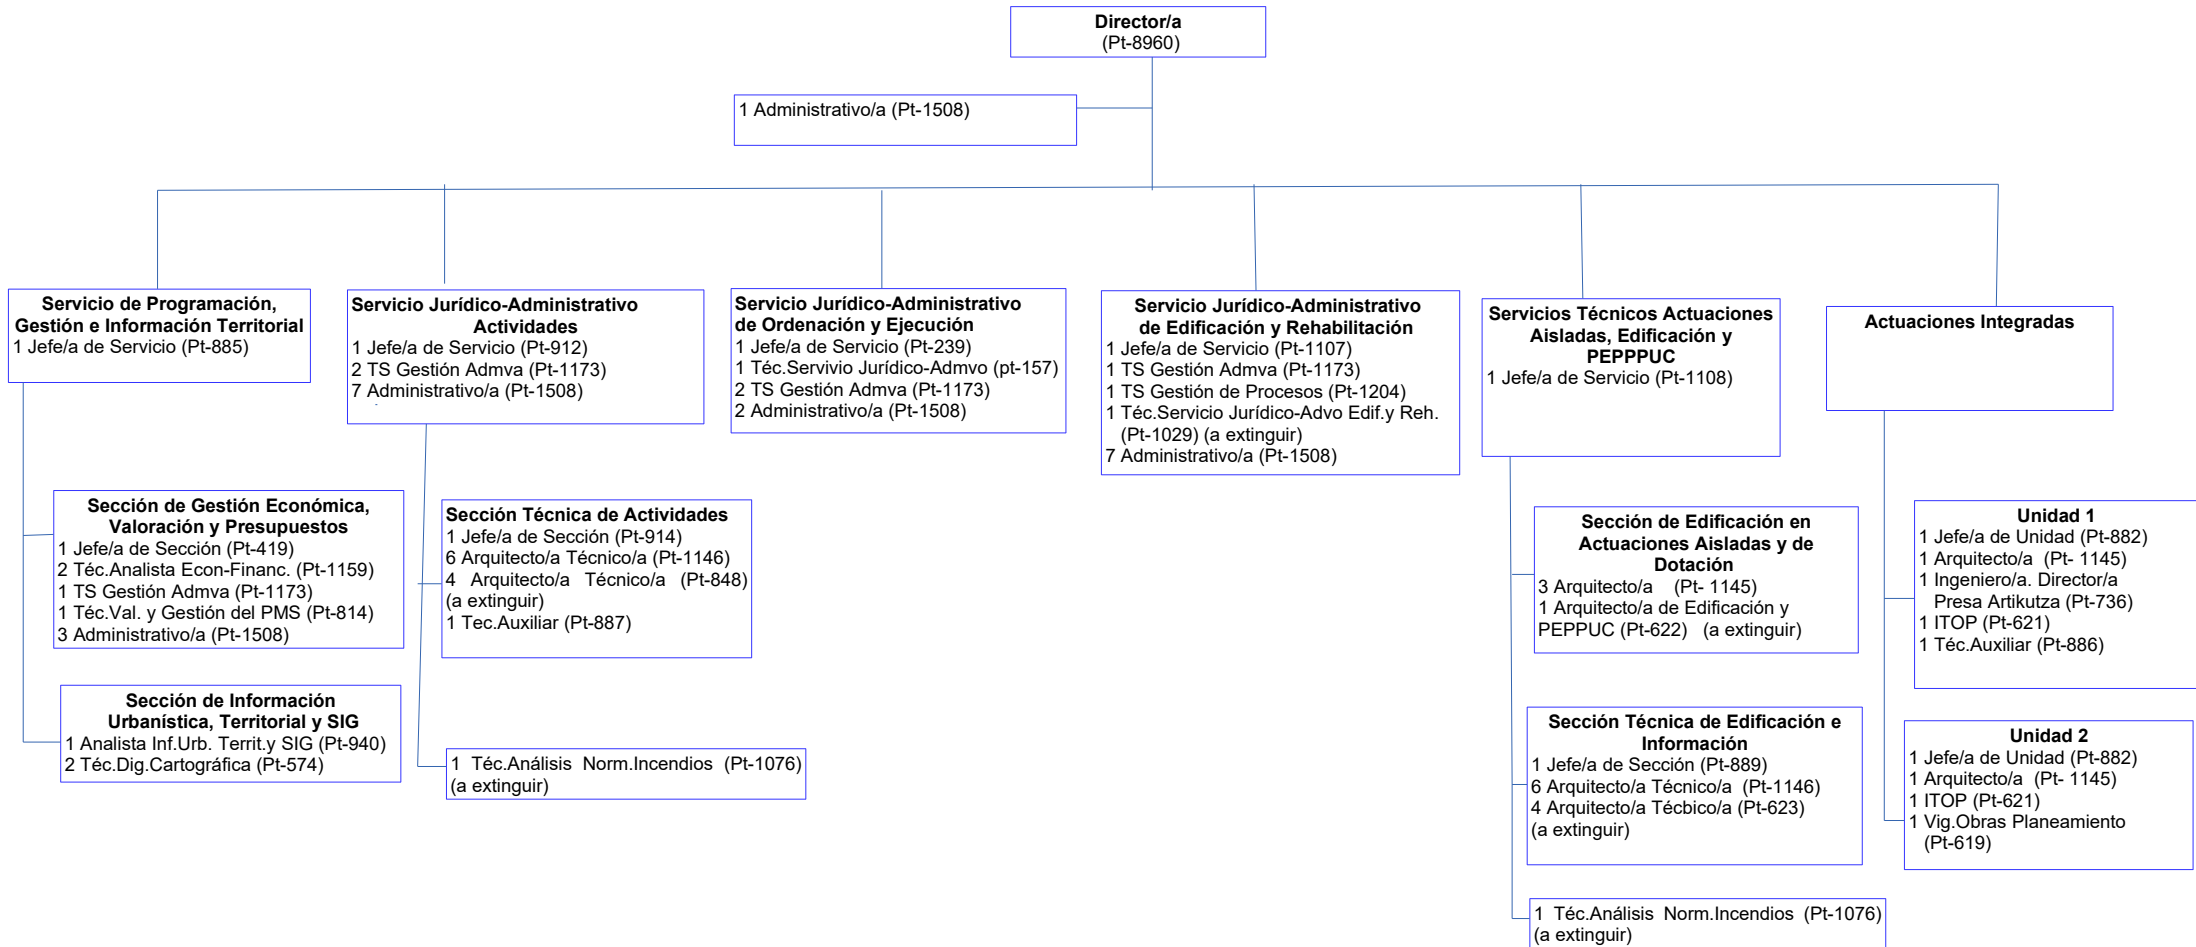 Director/a
(Pt-8960)
1 Administrativo/a (Pt-1508)
Servicio de Programación,
Gestión e Información Territorial
1 Jefe/a de Servicio (Pt-885)
Servicio Jurídico-Administrativo
Actividades
1 Jefe/a de Servicio (Pt-912)
2 TS Gestión Admva (Pt-1173)
7 Administrativo/a (Pt-1508)
Servicio Jurídico-Administrativo
de Ordenación y Ejecución
1 Jefe/a de Servicio (Pt-239)
1 Téc.Servivio Jurídico-Admvo (pt-157)
2 TS Gestión Admva (Pt-1173)
2 Administrativo/a (Pt-1508)
Servicio Jurídico-Administrativo
de Edificación y Rehabilitación
1 Jefe/a de Servicio (Pt-1107)
1 TS Gestión Admva (Pt-1173)
1 TS Gestión de Procesos (Pt-1204)
1 Téc.Servicio Jurídico-Advo Edif.y Reh.
(Pt-1029) (a extinguir)
7 Administrativo/a (Pt-1508)
Servicios Técnicos Actuaciones
Aisladas, Edificación y
PEPPPUC
1 Jefe/a de Servicio (Pt-1108)
Actuaciones Integradas
Sección de Gestión Económica,
Valoración y Presupuestos
1 Jefe/a de Sección (Pt-419)
2 Téc.Analista Econ-Financ. (Pt-1159)
1 TS Gestión Admva (Pt-1173)
1 Téc.Val. y Gestión del PMS (Pt-814)
3 Administrativo/a (Pt-1508)
Sección de Información
Urbanística, Territorial y SIG
1 Analista Inf.Urb. Territ.y SIG (Pt-940)
2 Téc.Dig.Cartográfica (Pt-574)
Sección Técnica de Actividades
1 Jefe/a de Sección (Pt-914)
6 Arquitecto/a Técnico/a (Pt-1146)
4 Arquitecto/a Técnico/a (Pt-848)
(a extinguir)
1 Tec.Auxiliar (Pt-887)
1 Téc.Análisis Norm.Incendios (Pt-1076)
(a extinguir)
Sección de Edificación en
Actuaciones Aisladas y de
Dotación
3 Arquitecto/a (Pt- 1145)
1 Arquitecto/a de Edificación y
PEPPUC (Pt-622) (a extinguir)
Sección Técnica de Edificación e
Información
1 Jefe/a de Sección (Pt-889)
6 Arquitecto/a Técnico/a (Pt-1146)
4 Arquitecto/a Técbico/a (Pt-623)
(a extinguir)
1 Téc.Análisis Norm.Incendios (Pt-1076)
(a extinguir)
Unidad 1
1 Jefe/a de Unidad (Pt-882)
1 Arquitecto/a (Pt- 1145)
1 Ingeniero/a. Director/a
Presa Artikutza (Pt-736)
1 ITOP (Pt-621)
1 Téc.Auxiliar (Pt-886)
Unidad 2
1 Jefe/a de Unidad (Pt-882)
1 Arquitecto/a (Pt- 1145)
1 ITOP (Pt-621)
1 Vig.Obras Planeamiento
(Pt-619)